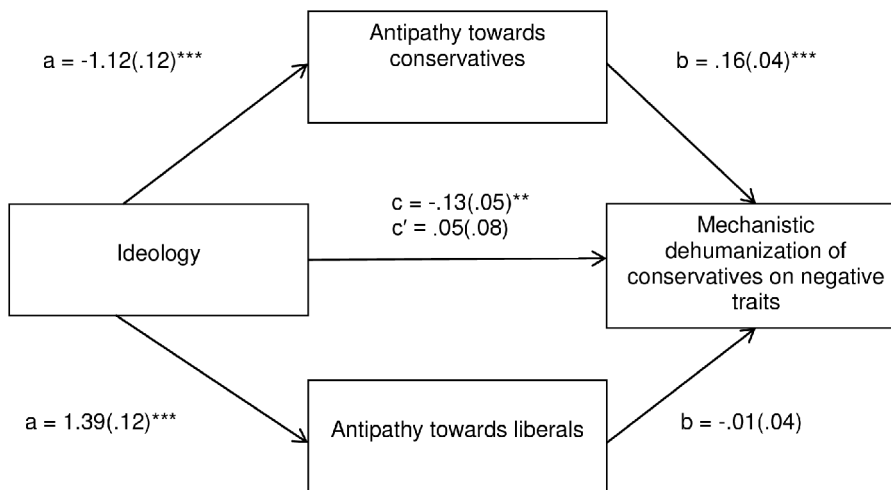 Antipathy towards
conservatives
a = -1.12(.12)***
b = .16(.04)***
Ideology
c = -.13(.05)**
c′ = .05(.08)
Mechanistic
dehumanization of
conservatives on negative
traits
a = 1.39(.12)***
Antipathy towards liberals
b = -.01(.04)